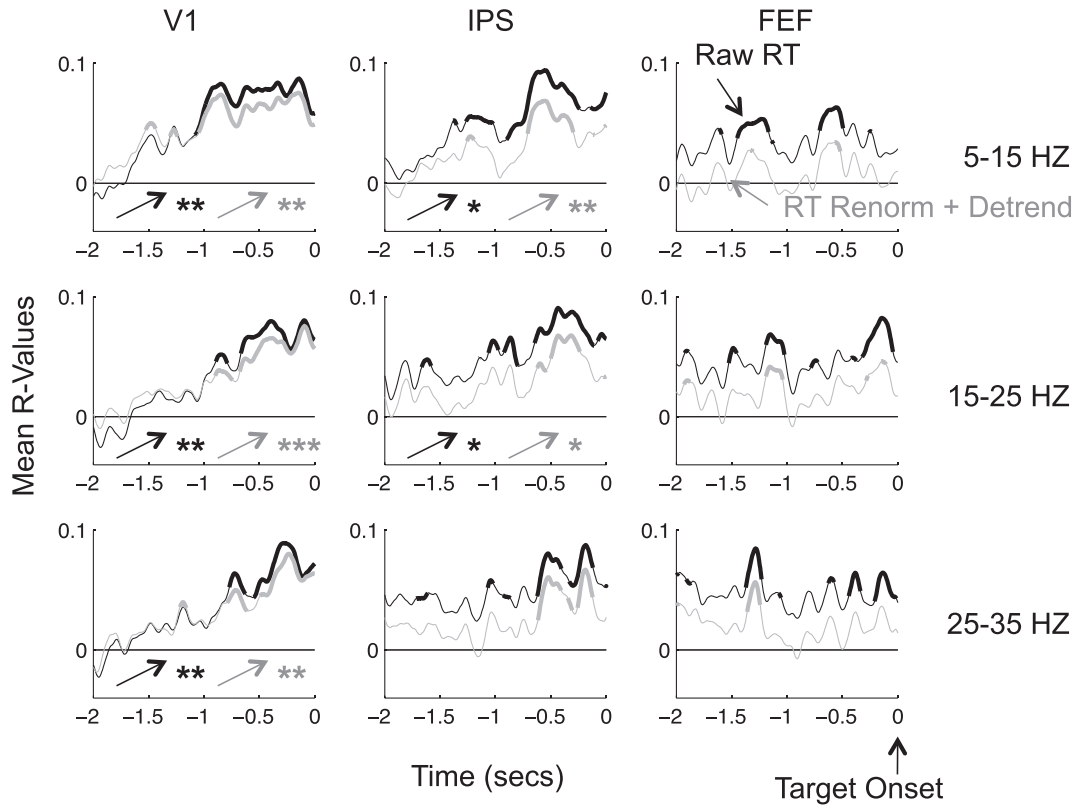 V1 IPS FEF
Raw RT
0.1 0.1 0.1
5-15 HZ
0 0 0
** ** * ** RT Renorm + Detrend
−2 −1.5 −1 −0.5 0 −2 −1.5 −1 −0.5 0 −2 −1.5 −1 −0.5 0
Mean R-Values
0.1 0.1 0.1
15-25 HZ
0 0 0
** *** * *
−2 −1.5 −1 −0.5 0 −2 −1.5 −1 −0.5 0 −2 −1.5 −1 −0.5 0
0.1 0.1 0.1
25-35 HZ
0 0 0
** **
−2 −1.5 −1 −0.5 0 −2 −1.5 −1 −0.5 0 −2 −1.5 −1 −0.5 0
Time (secs)
Target Onset